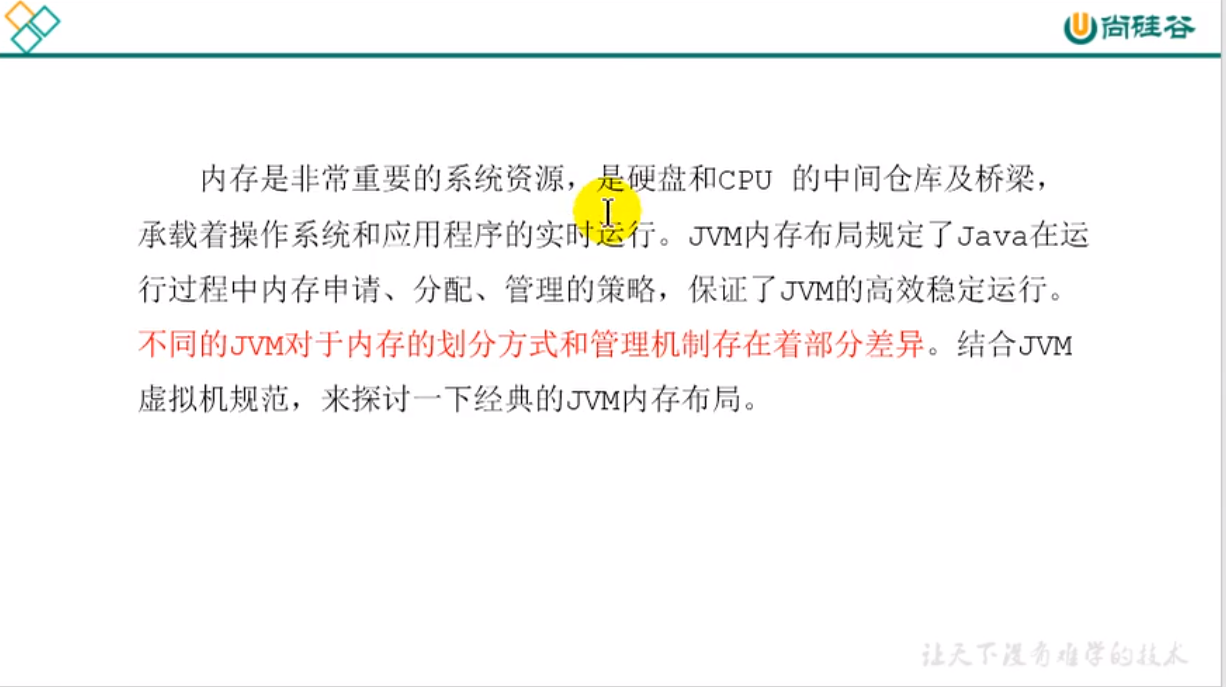 尚硅谷
内存是非常重要的系统资源，是硬盘和CPU 的中间仓库及桥梁，
承载着操作系统和应用程序的实时运行。JVM内存布局规定了Java在运
行过程中内存申请、分配、管理的策略，保证了JVM的高效稳定运行。
不同的JVM对于内存的划分方式和管理机制存在着部分差异。结合JVM
虚拟机规范，来探讨一下经典的JVM内存布局。
让天下没有难学的技术